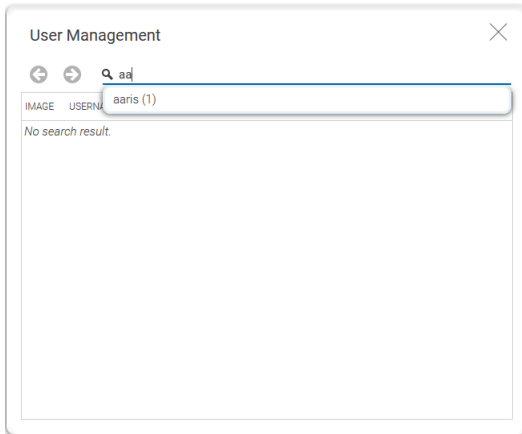 User Management
aa
aaris (1)
IMAGE USERNA
No search result.